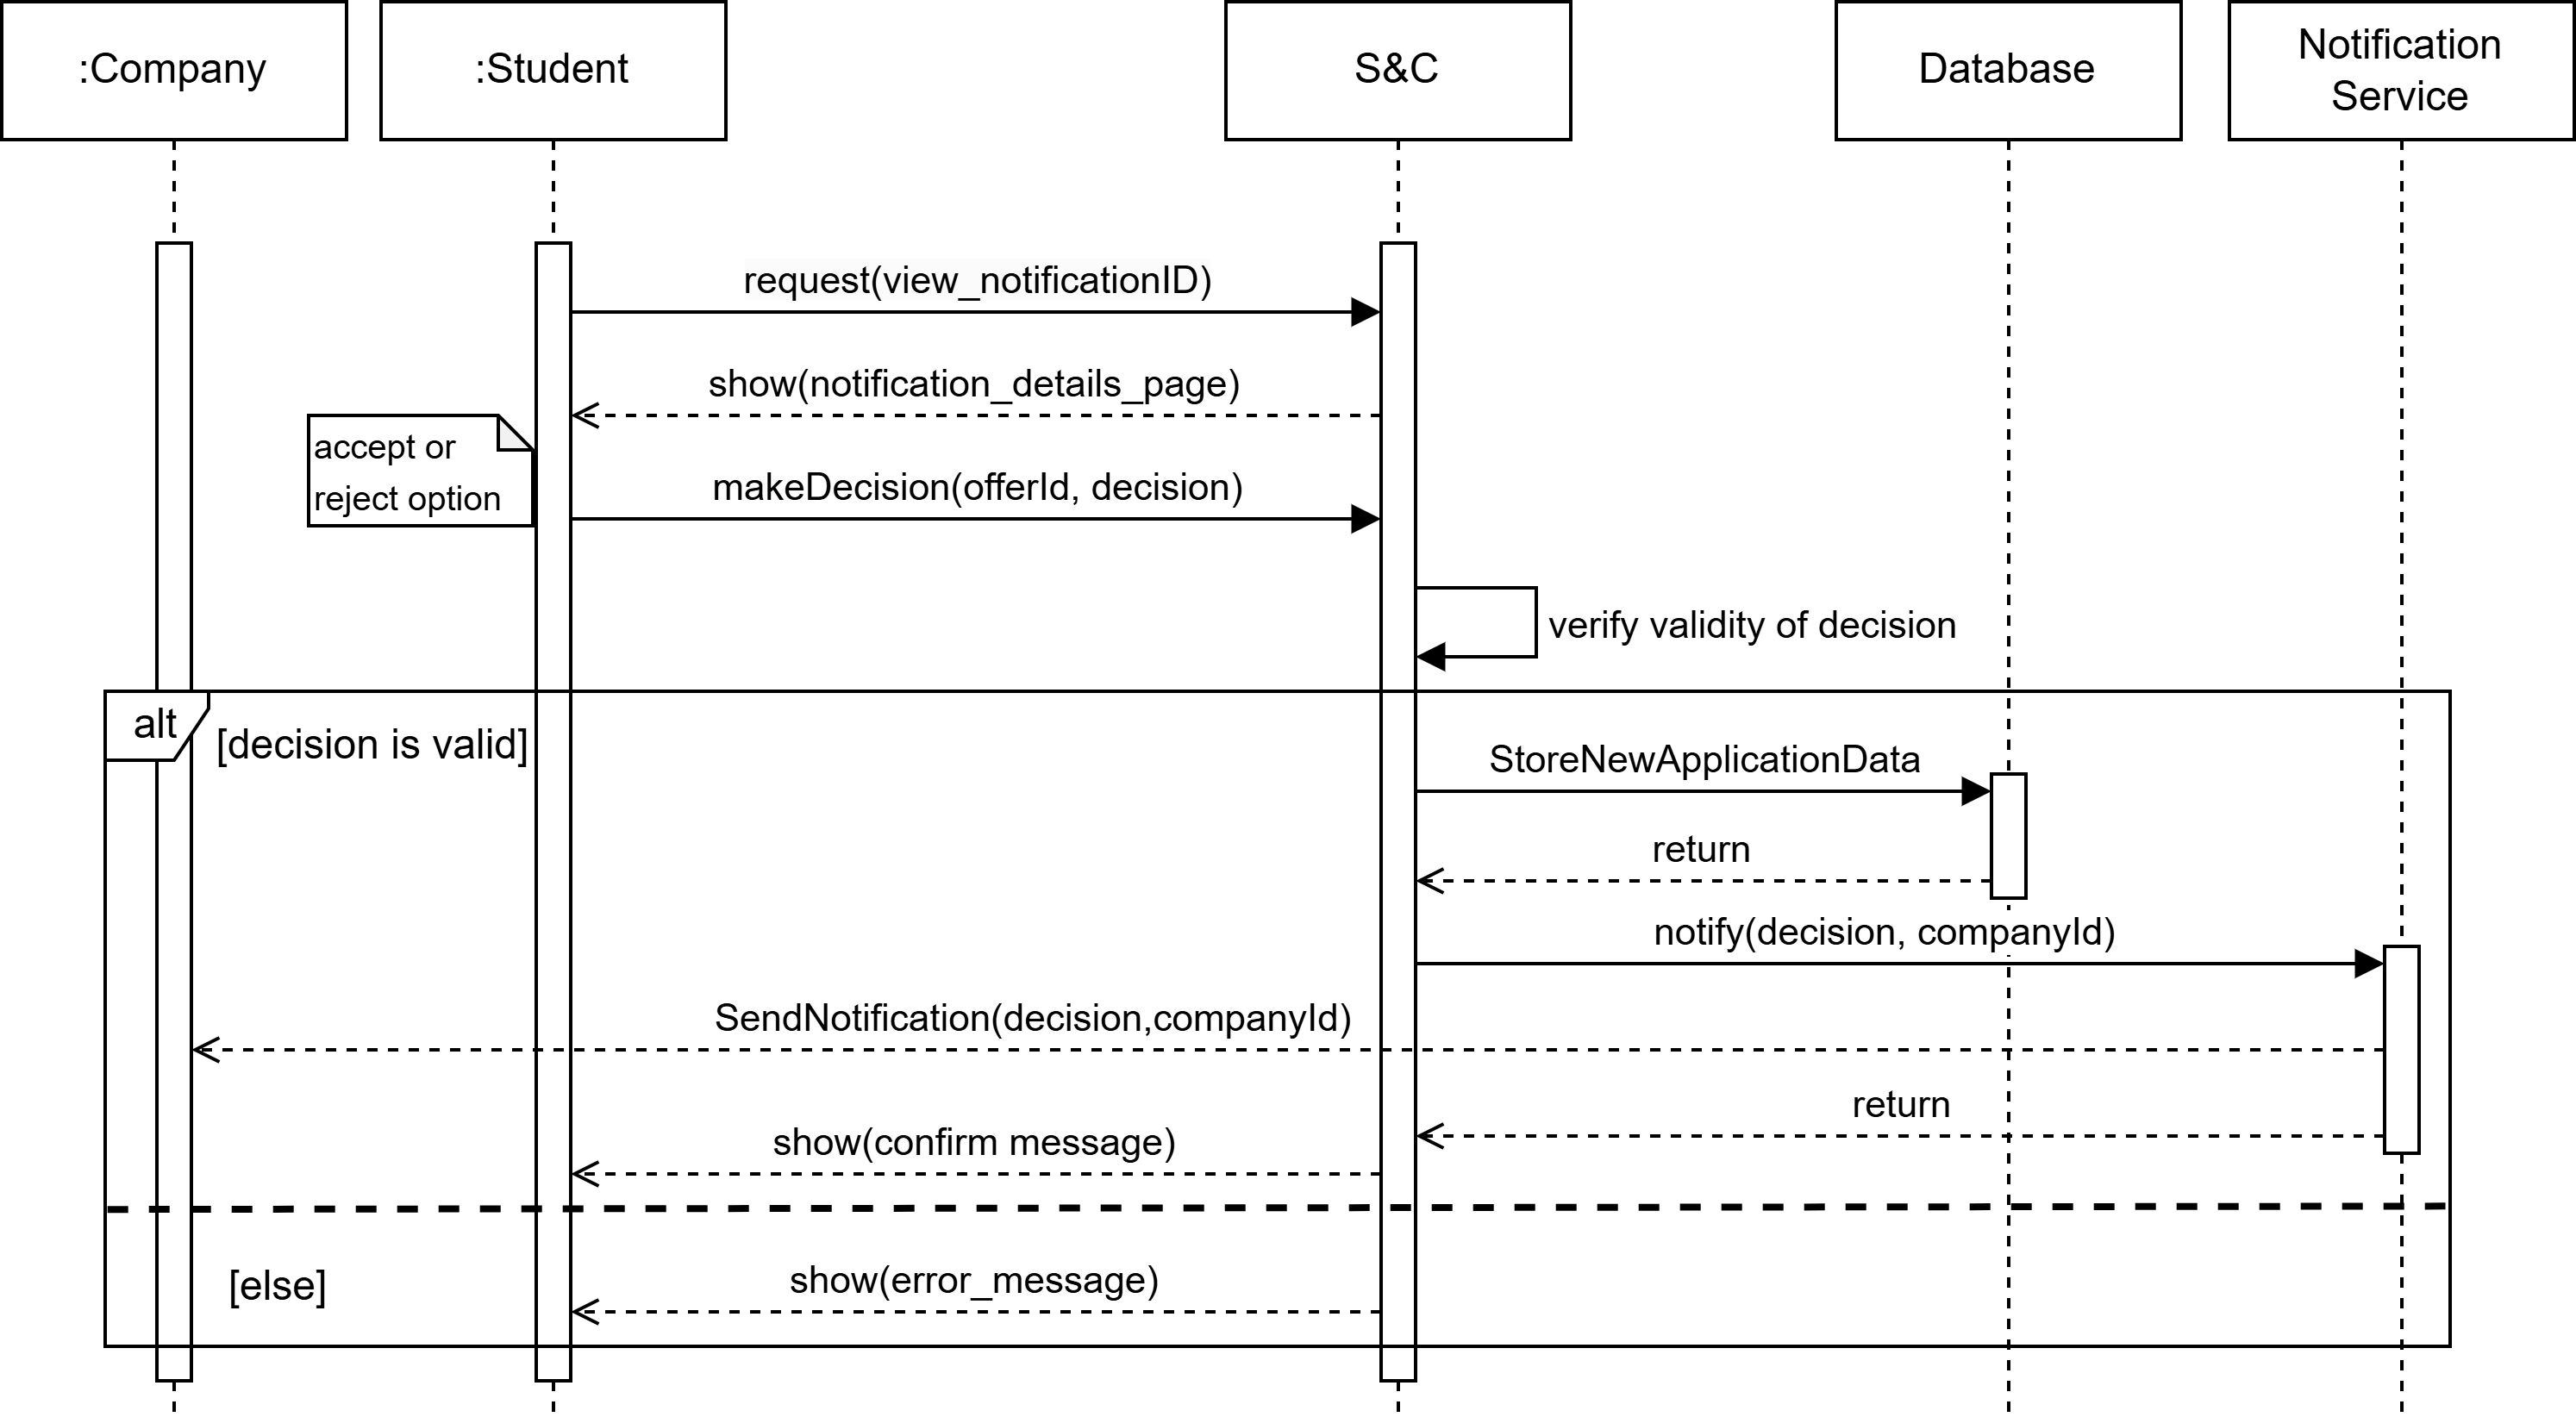 :Company
:Student
S&C
Database
Notification
Service
request(view_notificationID)
show(notification_details_page)
accept or
reject option
makeDecision(offerId, decision)
verify validity of decision
alt
[decision is valid]
StoreNewApplicationData
return
notify(decision, companyId)
SendNotification(decision,companyId)
return
show(confirm message)
[else]
show(error_message)